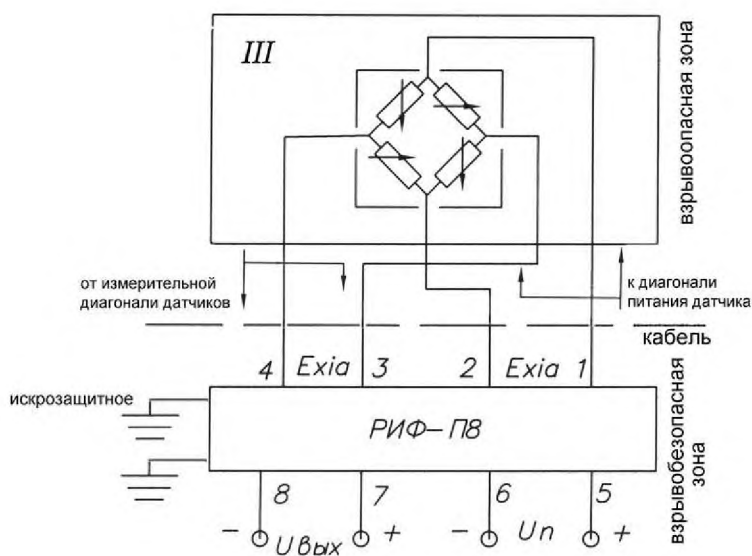 III
взрывоопасная зона
от измерительной
диагонали датчиков
к диагонали
питания датчика
кабель
4 Exia 3 2 Exia 1
искрозащитное
РИФ-П8
взрывобезопасная
зона
8 7 6 5
- Uвых + - Uп +